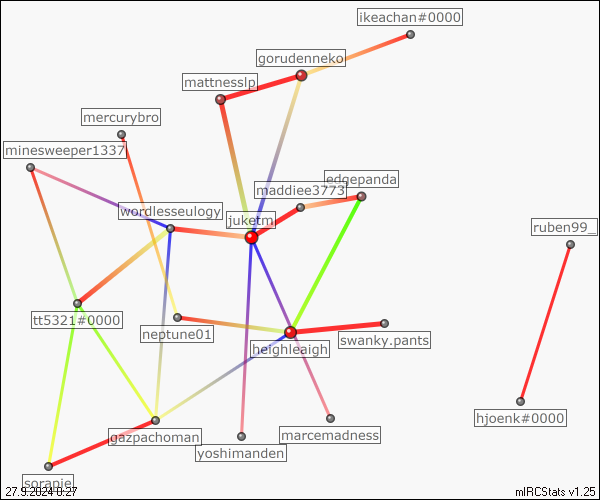 ikeachan#0000
gorudenneko
mattnesslp
mercurybro
minesweeper1337
edgepanda
maddiee3773
wordlesseulogy
juketm
ruben99_
tt5321#0000
neptune01
swanky.pants
heighleaigh
hjoenk#0000
gazpachoman
marcemadness
yoshimanden
sorapie
27.9.2024 0:27
mIRCStats v1.25